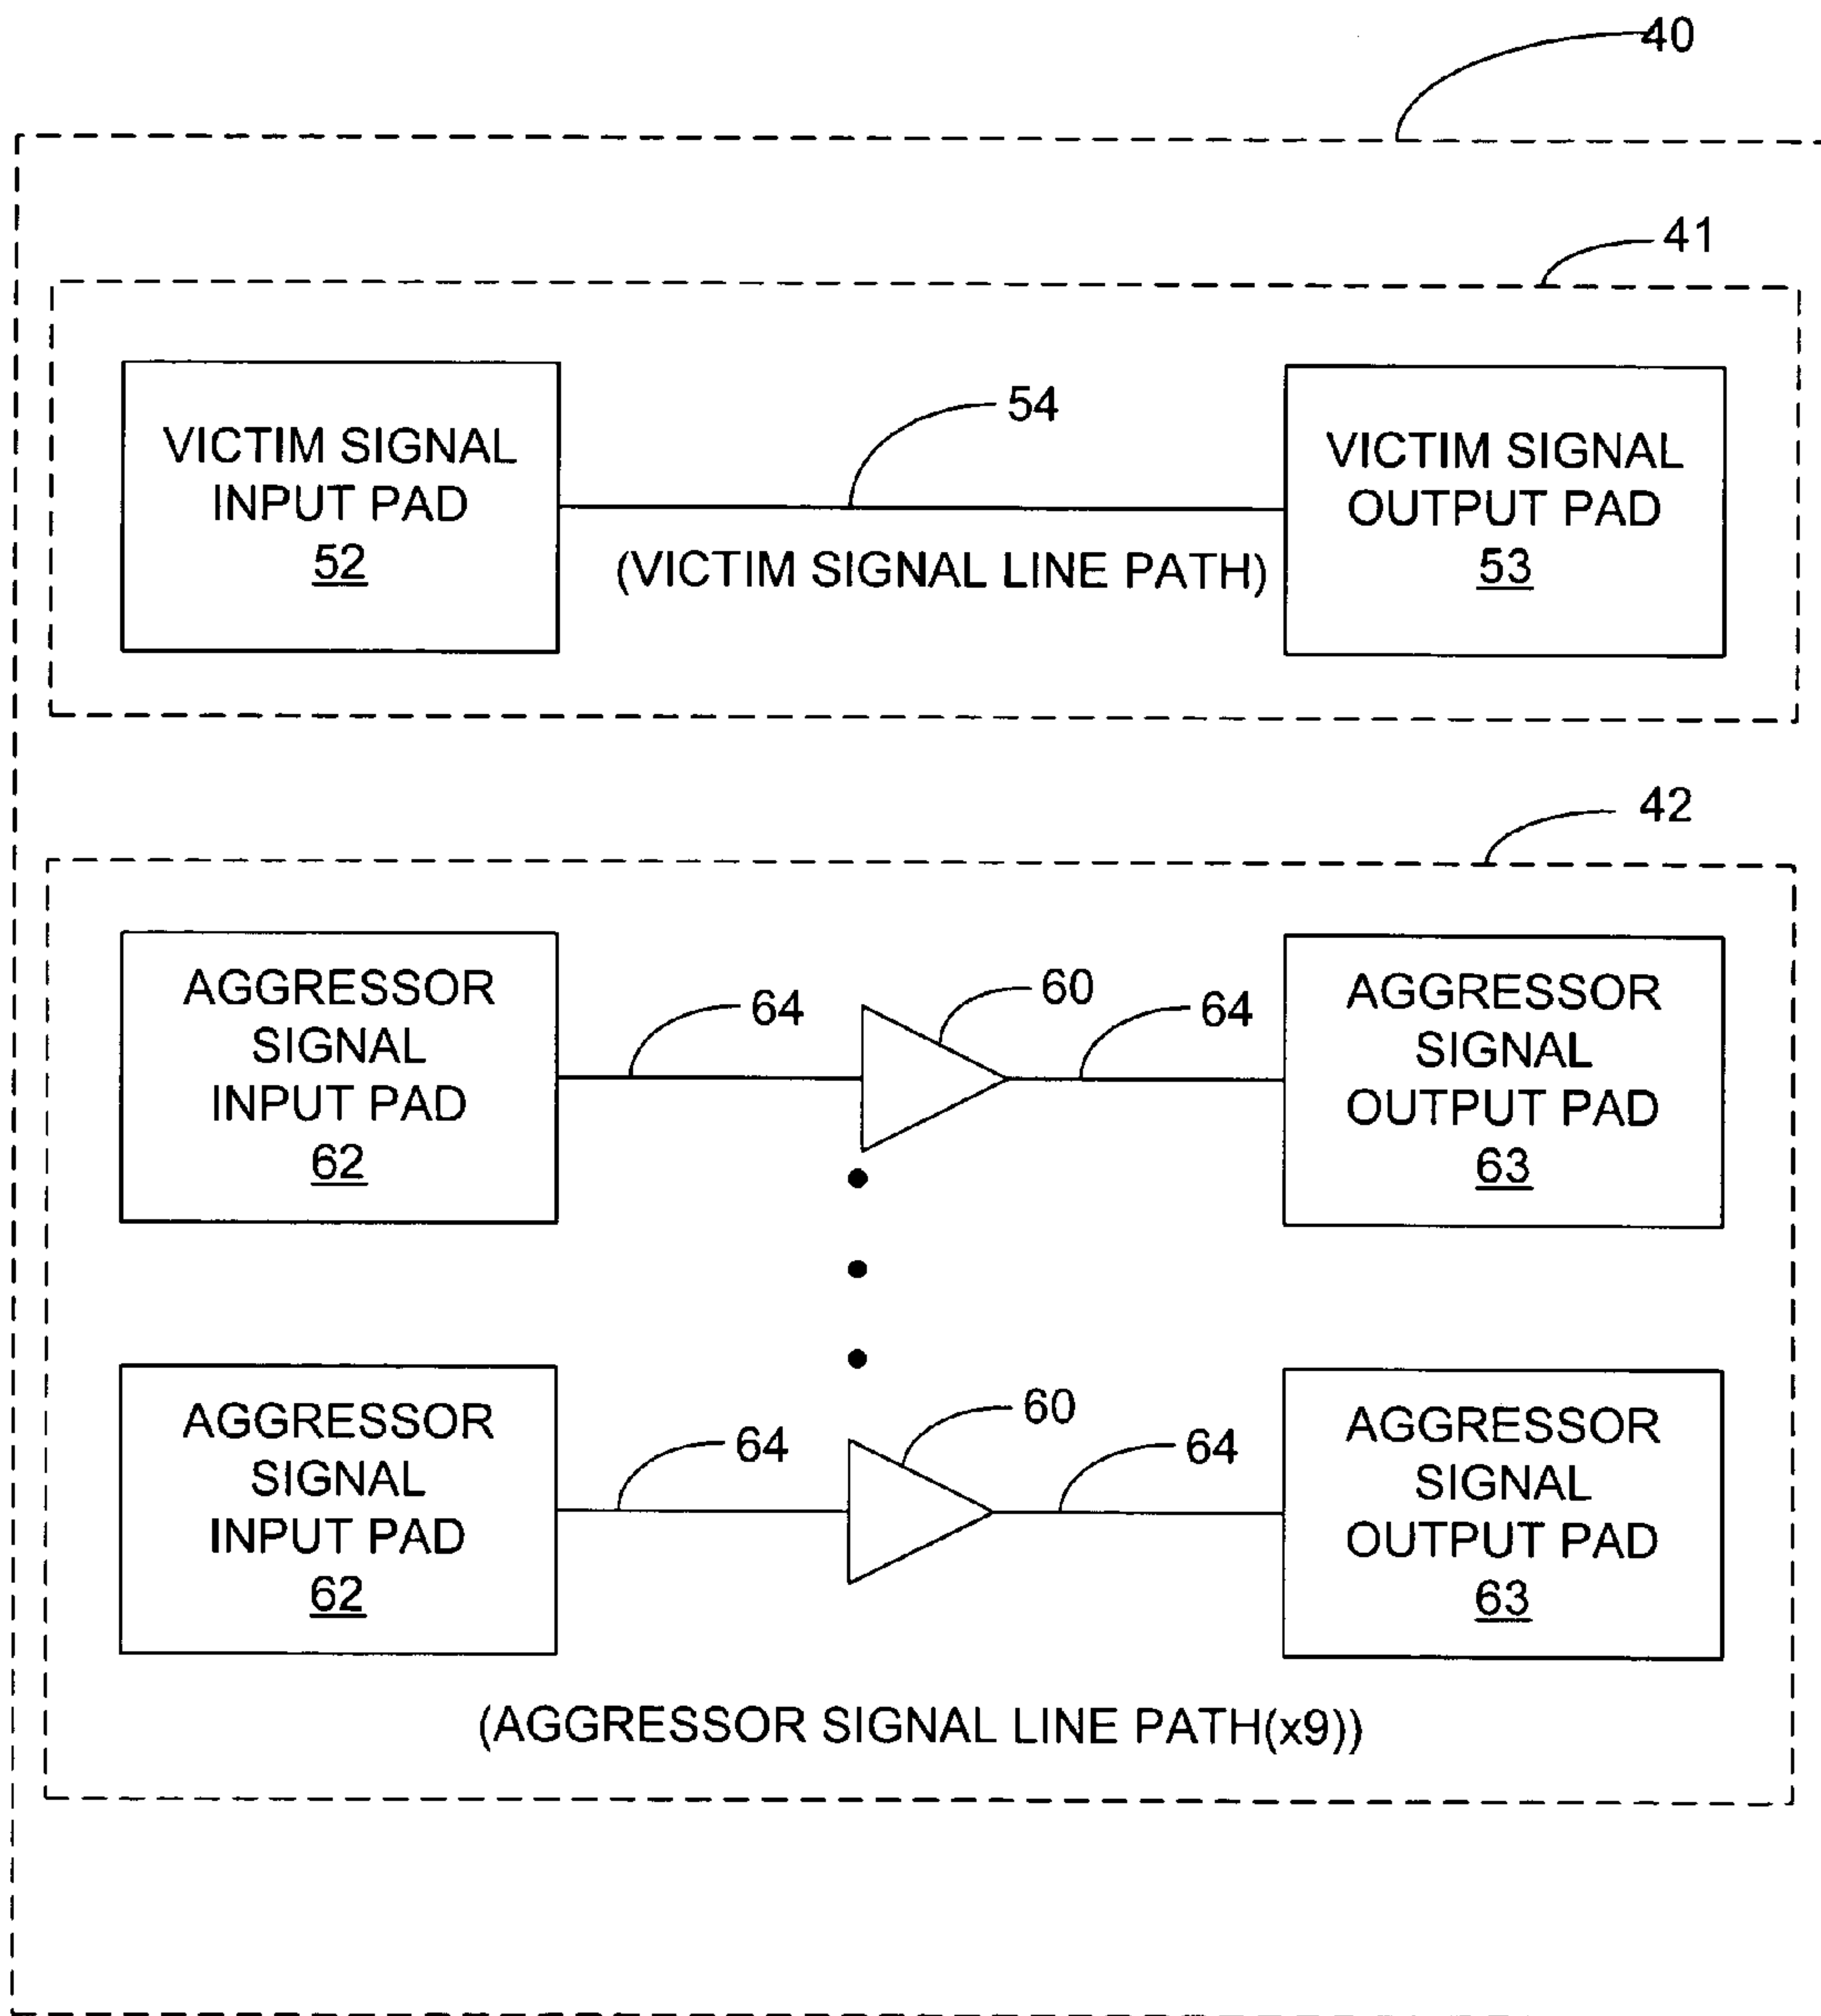 40
41
54
VICTIM SIGNAL
INPUT PAD
52
VICTIM SIGNAL
OUTPUT PAD
53
(VICTIM SIGNAL LINE PATH)
42
AGGRESSOR
SIGNAL
INPUT PAD
62
64
60
64
AGGRESSOR
SIGNAL
OUTPUT PAD
63
AGGRESSOR
SIGNAL
INPUT PAD
62
64
60
64
AGGRESSOR
SIGNAL
OUTPUT PAD
63
(AGGRESSOR SIGNAL LINE PATH(x9))